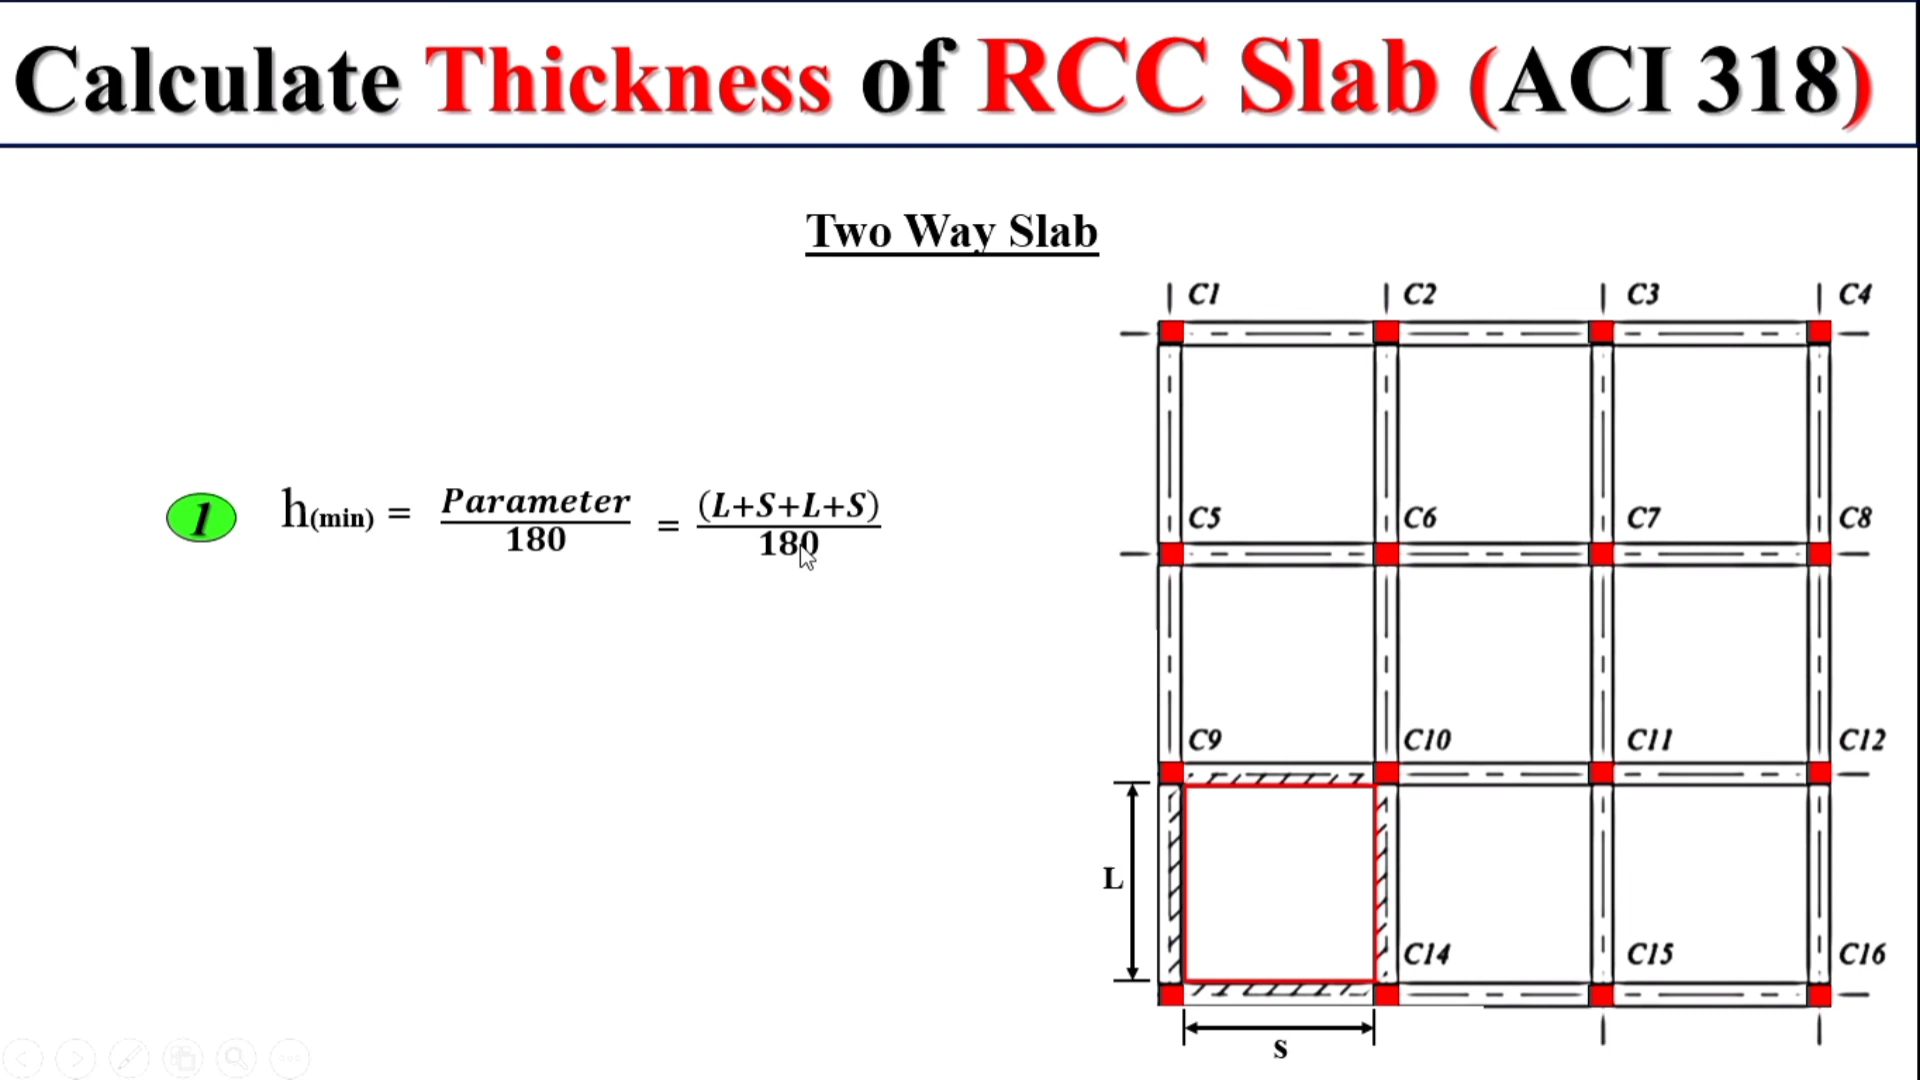 Calculate Thickness of RCC Slab (ACI 318)
Two Way Slab
C1 C2 C3 C4
1 h(min) = Parameter/180 = (L+S+L+S)/180
C5 C6 C7 C8
C9 C10 C11 C12
L
C14 C15 C16
s